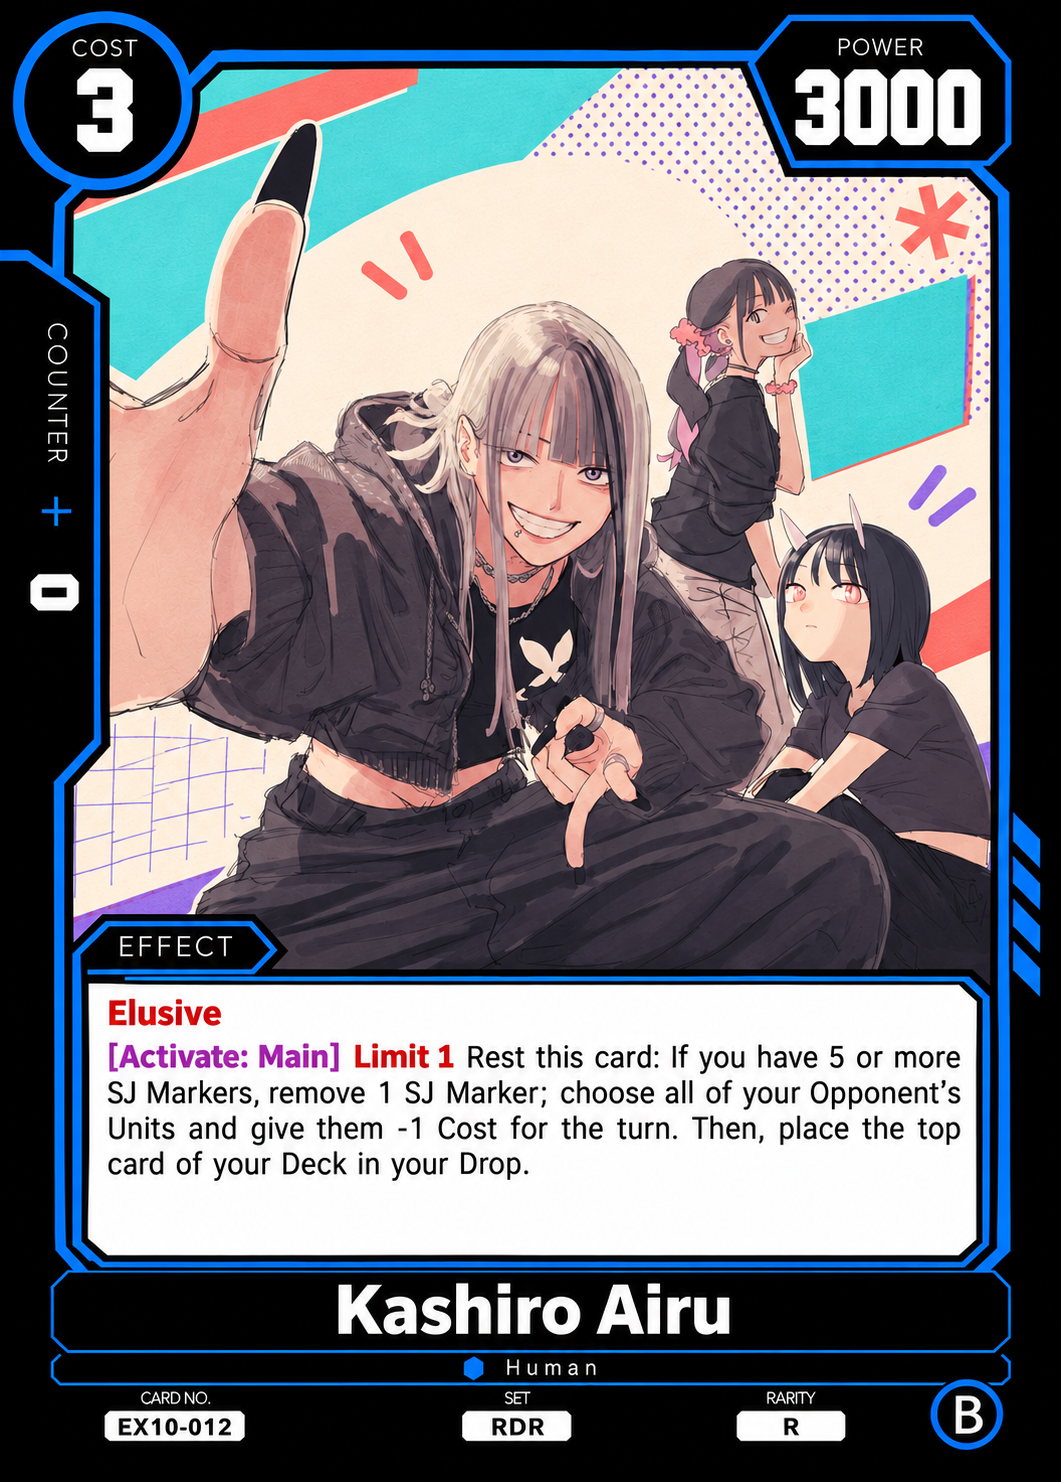 COST
3
POWER
3000
COUNTER
+
0
EFFECT
Elusive
[Activate: Main] Limit 1 Rest this card: If you have 5 or more
SJ Markers, remove 1 SJ Marker; choose all of your Opponent’s
Units and give them -1 Cost for the turn. Then, place the top
card of your Deck in your Drop.
Kashiro Airu
Human
CARD NO.
EX10-012
SET
RDR
RARITY
R
B